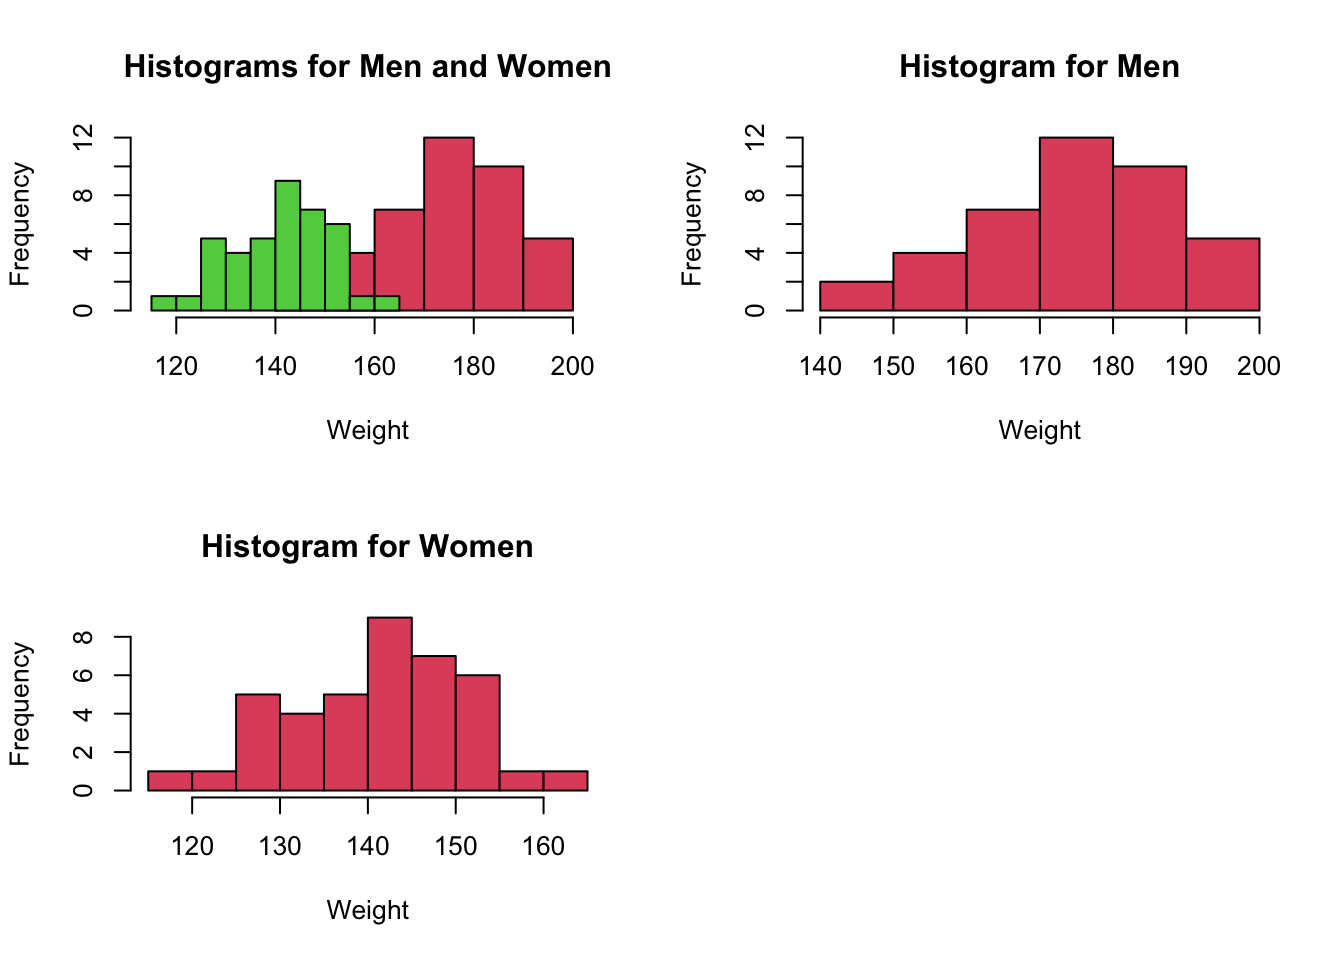 Histograms for Men and Women
Frequency
12
8
4
0
120 140 160 180 200
Weight
Histogram for Men
Frequency
12
8
4
0
140 150 160 170 180 190 200
Weight
Histogram for Women
Frequency
8
6
4
2
0
120 130 140 150 160
Weight